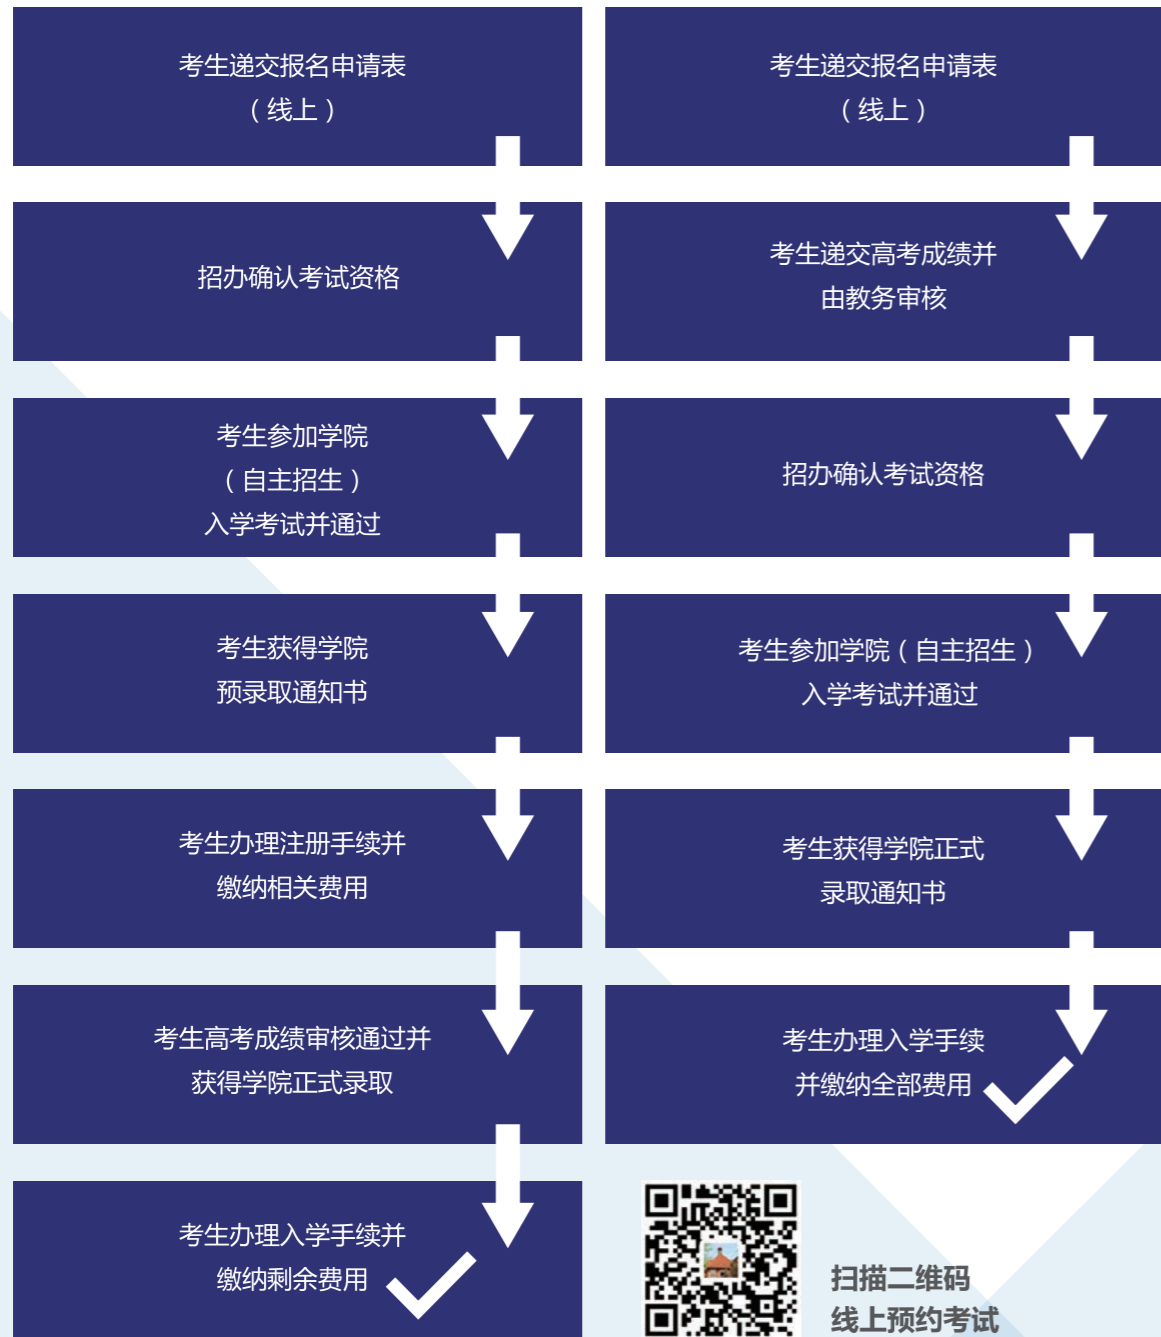 考生递交报名申请表
（线上）
招办确认考试资格
考生参加学院
（自主招生）
入学考试并通过
考生获得学院
预录取通知书
考生办理注册手续并
缴纳相关费用
考生高考成绩审核通过并
获得学院正式录取
考生办理入学手续并
缴纳剩余费用
考生递交报名申请表
（线上）
考生递交高考成绩并
由教务审核
招办确认考试资格
考生参加学院（自主招生）
入学考试并通过
考生获得学院正式
录取通知书
考生办理入学手续
并缴纳全部费用
扫描二维码
线上预约考试